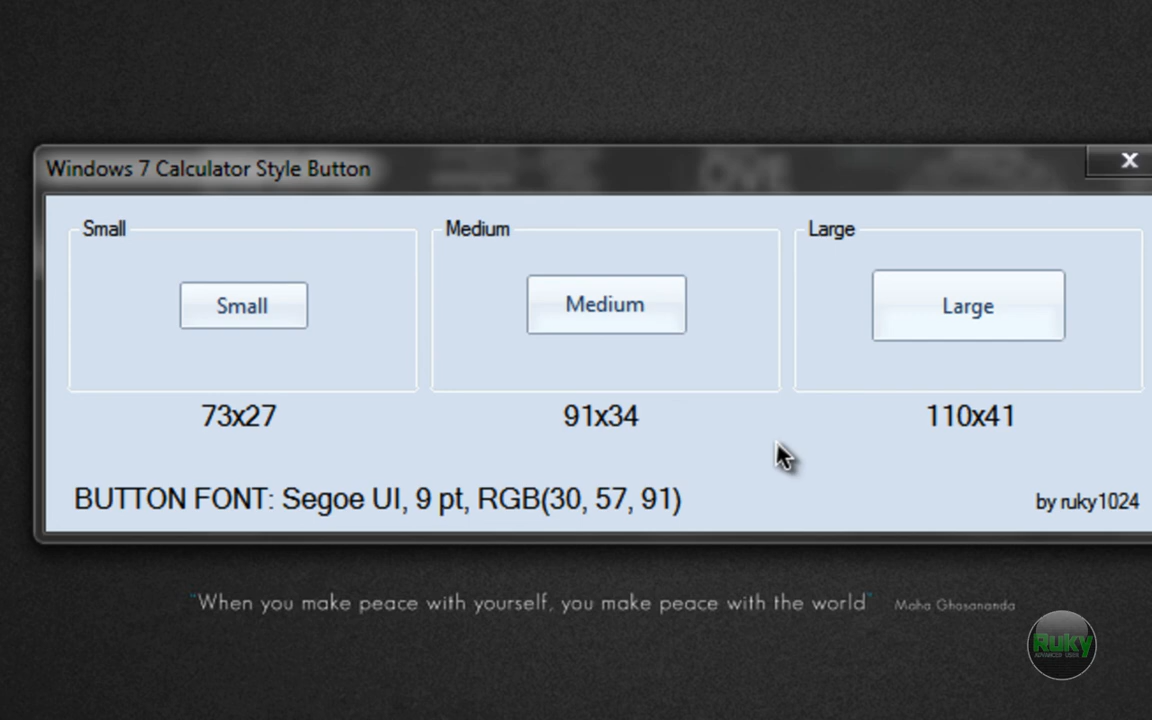 Windows 7 Calculator Style Button
X
Small
Medium
Large
Small
Medium
Large
73x27
91x34
110x41
BUTTON FONT: Segoe UI, 9 pt, RGB(30, 57, 91)
by ruky1024
"When you make peace with yourself, you make peace with the world" Maha Ghosananda
Ruky
ADVANCED USER